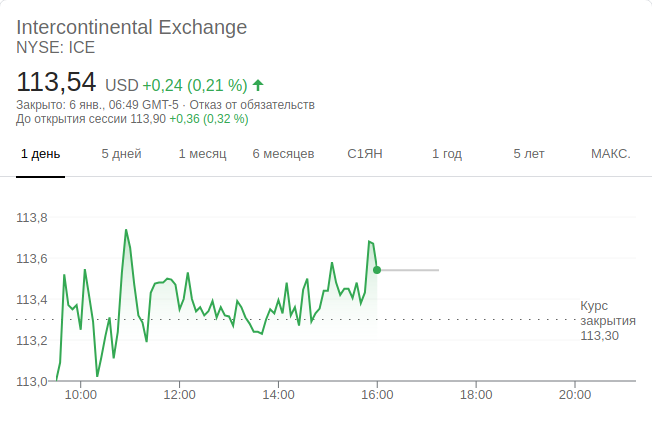 Intercontinental Exchange
NYSE: ICE
113,54 USD +0,24 (0,21 %)
Закрыто: 6 янв., 06:49 GMT-5 · Отказ от обязательств
До открытия сессии 113,90 +0,36 (0,32 %)
1 день 5 дней 1 месяц 6 месяцев С1ЯН 1 год 5 лет МАКС.
113,8
113,6
113,4
Курс
закрытия
113,30
113,2
113,0
10:00 12:00 14:00 16:00 18:00 20:00